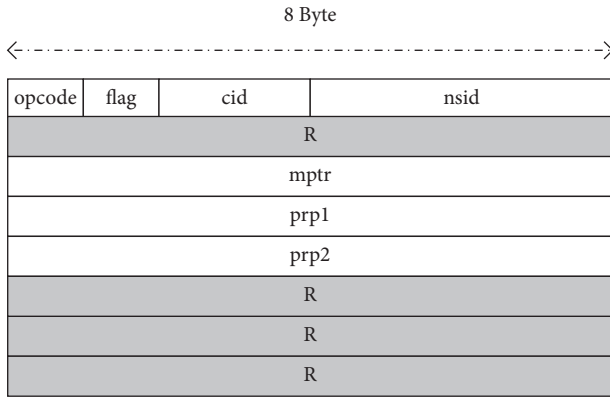 8 Byte
opcode flag cid nsid
R
mptr
prp1
prp2
R
R
R